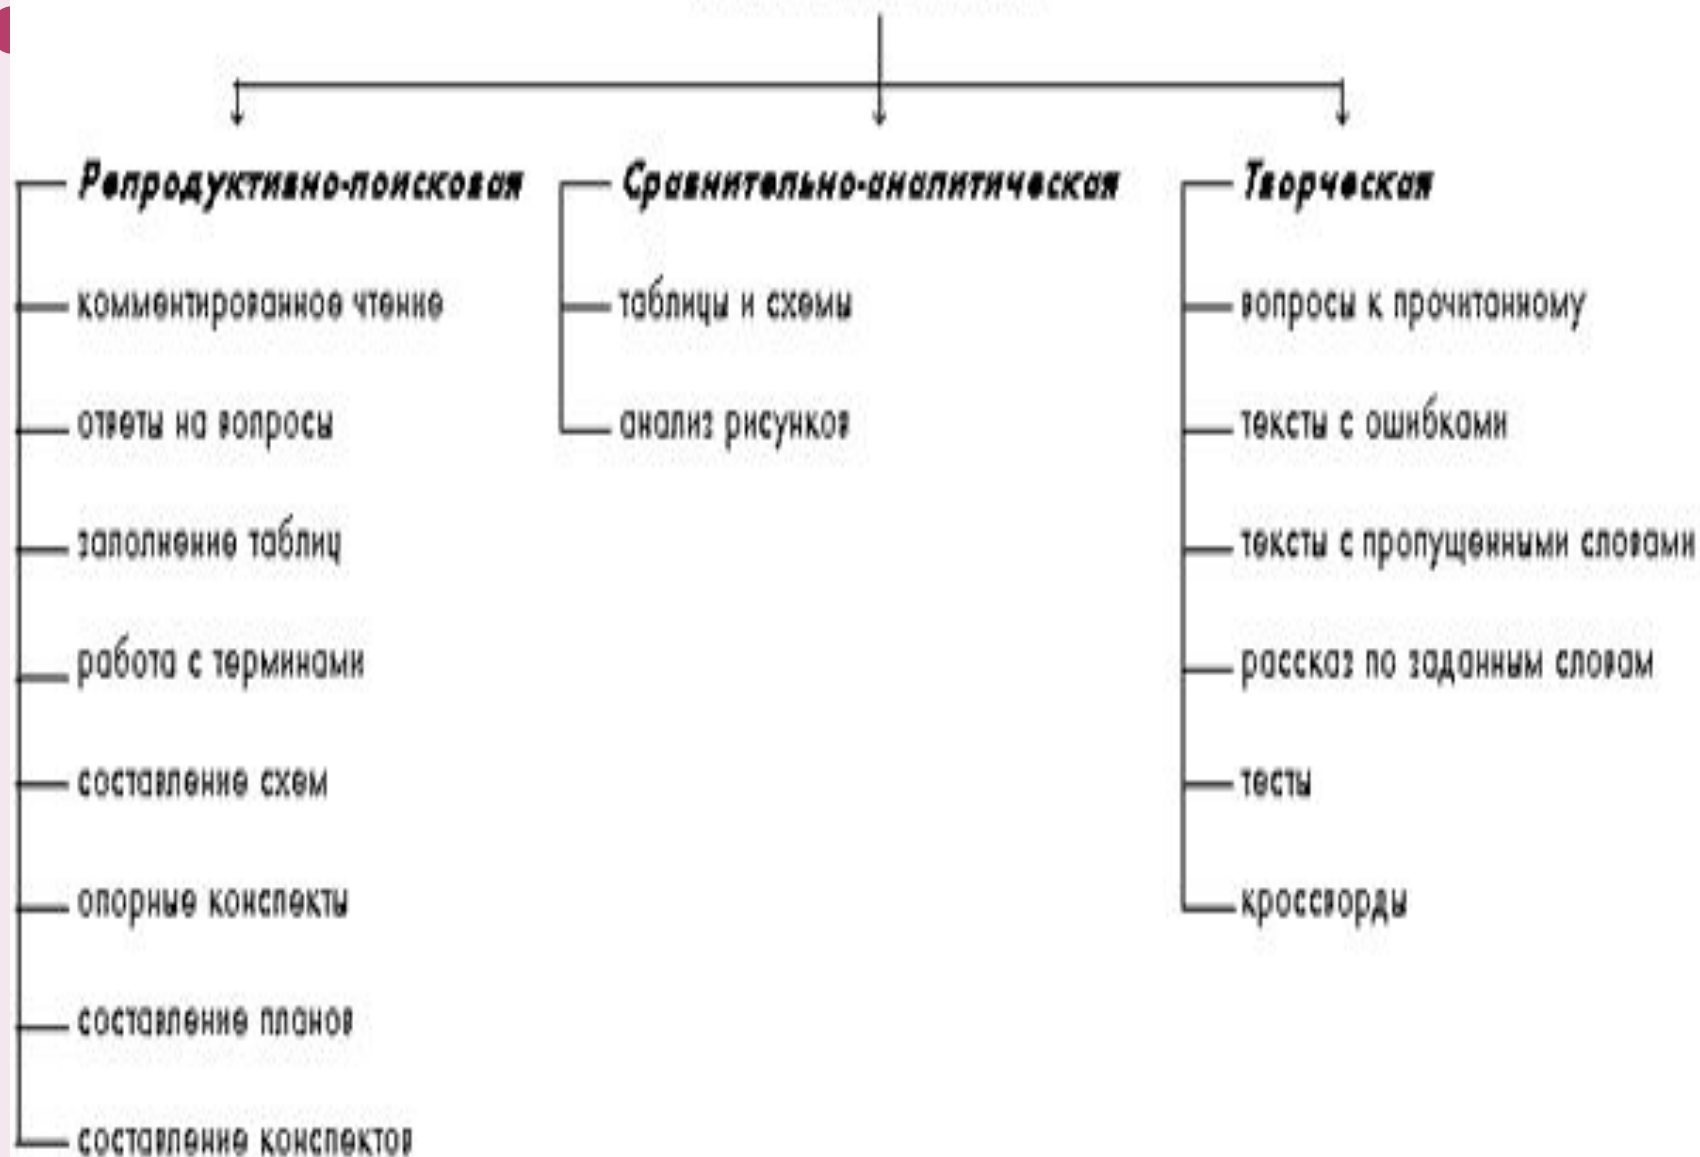 Репродуктивно-поисковая
комментированное чтение
ответы на вопросы
заполнение таблиц
работа с терминами
составление схем
опорные конспекты
составление планов
составление конспектов
Сравнительно-аналитическая
таблицы и схемы
анализ рисунков
Творческая
вопросы к прочитанному
тексты с ошибками
тексты с пропущенными словами
рассказ по заданным словам
тесты
кроссворды